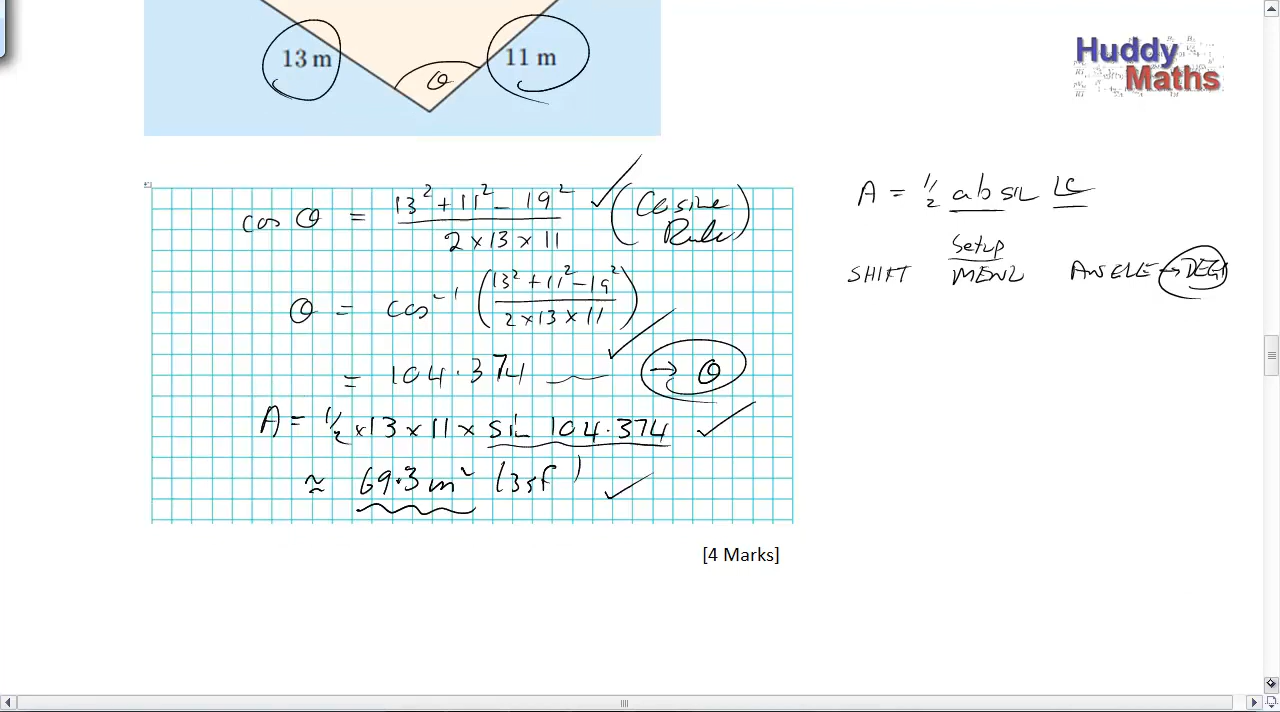 13 m
11 m
θ
Huddy
Maths
cos θ = 13² + 11² - 19² / 2 × 13 × 11 (Cosine Rule)
θ = cos⁻¹ (13² + 11² - 19² / 2 × 13 × 11)
= 104.374 → θ
A = ½ × 13 × 11 × sin 104.374
≈ 69.3 m² (3sf)
[4 Marks]
A = ½ ab sin ∠C
Setup
SHIFT MENU ANGLE → DEG